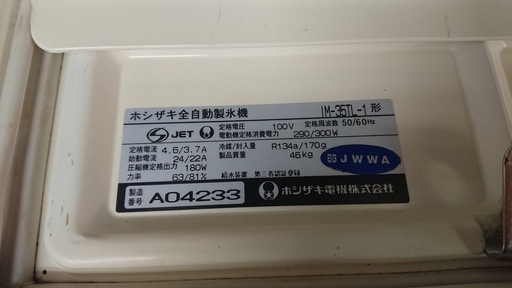 ホシザキ全自動製氷機 IM-35TL-1 形
JET 定格電圧 100V 定格周波数 50/60Hz
電動機定格消費電力 290/300W
定格電流 4.6/3.7A 冷媒/封入量 R134a/170g
始動電流 24/22A 製品質量 46kg
圧縮機定格出力 180W JWWA
力率 63/81% 給水装置 第三者認証登録
製造番号 A04233 ホシザキ電機株式会社